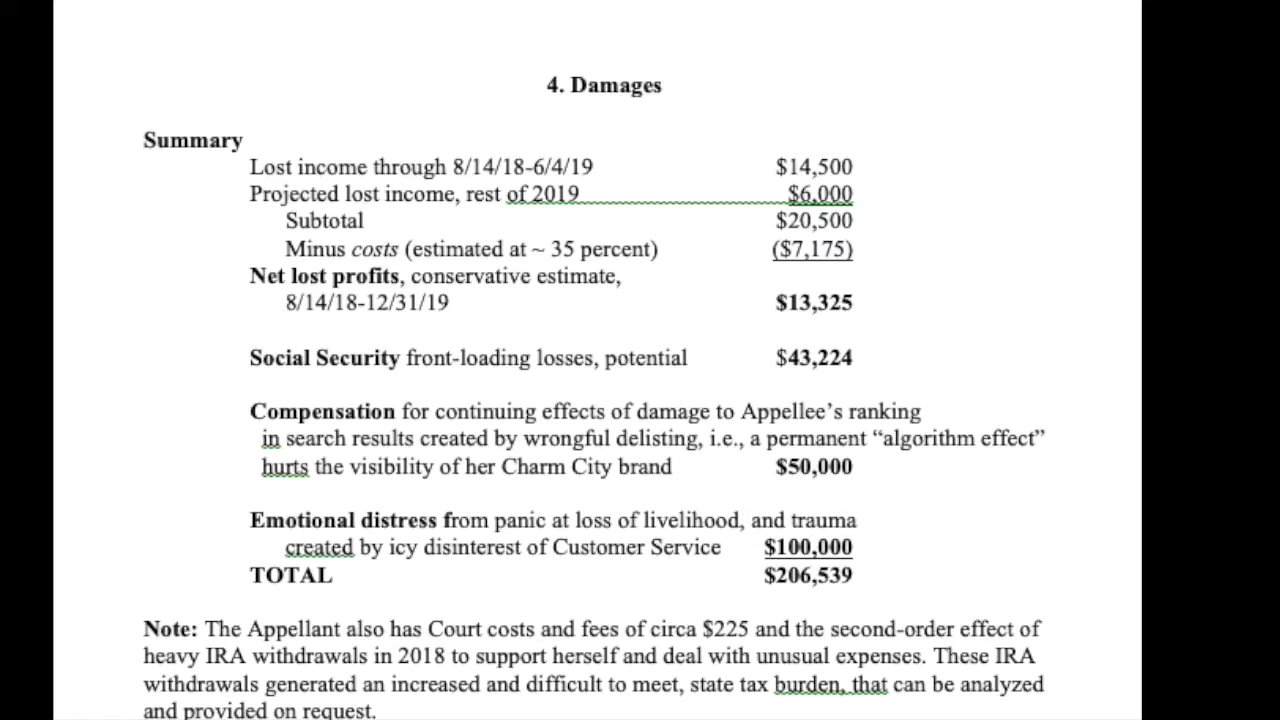 4. Damages
Summary
Lost income through 8/14/18-6/4/19 $14,500
Projected lost income, rest of 2019 $6,000
Subtotal $20,500
Minus costs (estimated at ~ 35 percent) ($7,175)
Net lost profits, conservative estimate,
8/14/18-12/31/19 $13,325
Social Security front-loading losses, potential $43,224
Compensation for continuing effects of damage to Appellee’s ranking
in search results created by wrongful delisting, i.e., a permanent “algorithm effect”
hurts the visibility of her Charm City brand $50,000
Emotional distress from panic at loss of livelihood, and trauma
created by icy disinterest of Customer Service $100,000
TOTAL $206,539
Note: The Appellant also has Court costs and fees of circa $225 and the second-order effect of
heavy IRA withdrawals in 2018 to support herself and deal with unusual expenses. These IRA
withdrawals generated an increased and difficult to meet, state tax burden, that can be analyzed
and provided on request.